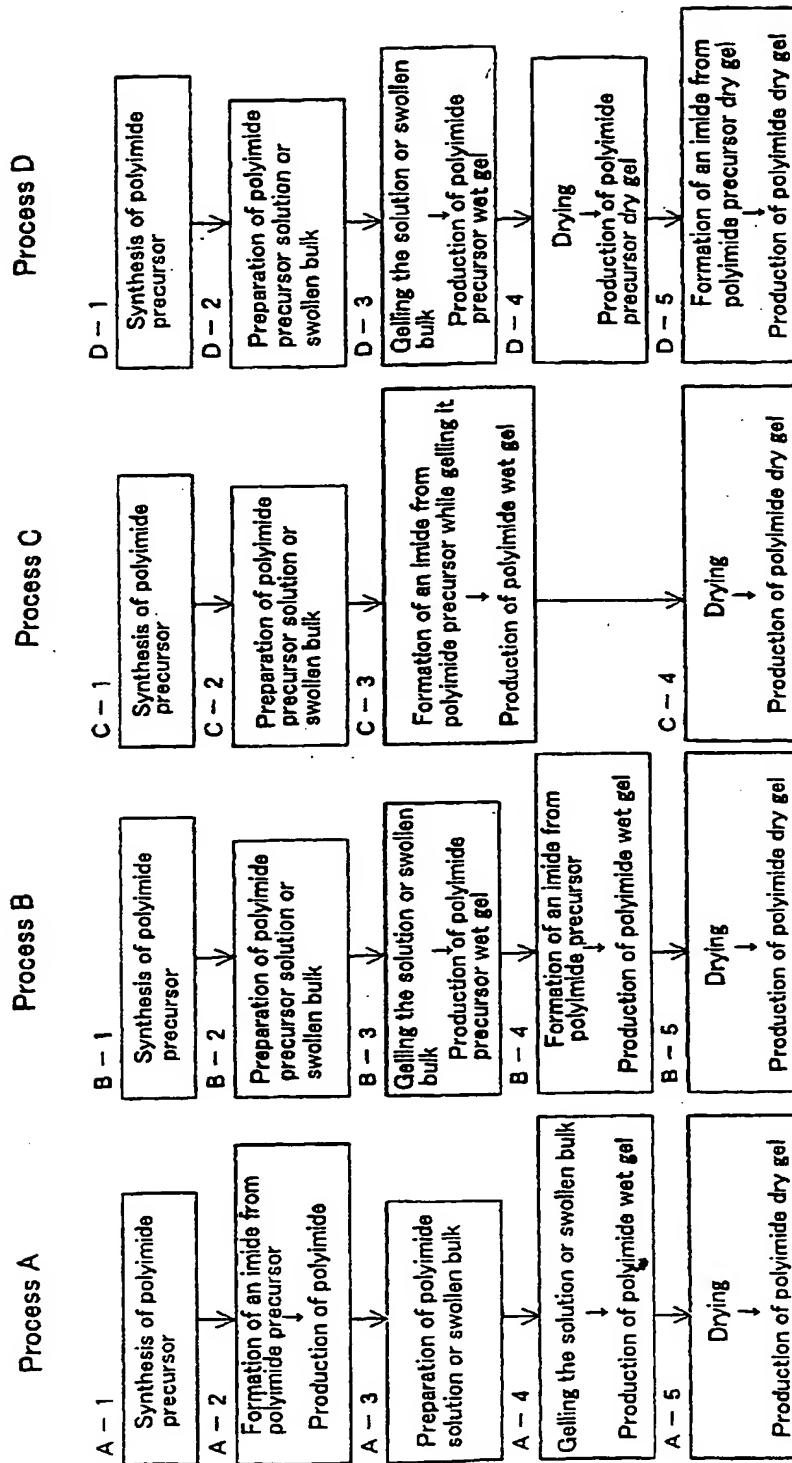 Process A
A – 1
Synthesis of polyimide
precursor
A – 2
Formation of an imide from
polyimide precursor
Production of polyimide
A – 3
Preparation of polyimide
solution or swollen bulk
A – 4
Gelling the solution or swollen bulk
Production of polyimide wet gel
A – 5
Drying
Production of polyimide dry gel
Process B
B – 1
Synthesis of polyimide
precursor
B – 2
Preparation of polyimide
precursor solution or
swollen bulk
B – 3
Gelling the solution or swollen
bulk
Production of polyimide
precursor wet gel
B – 4
Formation of an imide from
polyimide precursor
Production of polyimide wet gel
B – 5
Drying
Production of polyimide dry gel
Process C
C – 1
Synthesis of polyimide
precursor
C – 2
Preparation of polyimide
precursor solution or
swollen bulk
C – 3
Formation of an imide from
polyimide precursor while gelling it
Production of polyimide wet gel
C – 4
Drying
Production of polyimide dry gel
Process D
D – 1
Synthesis of polyimide
precursor
D – 2
Preparation of polyimide
precursor solution or
swollen bulk
D – 3
Gelling the solution or swollen
bulk
Production of polyimide
precursor wet gel
D – 4
Drying
Production of polyimide
precursor dry gel
D – 5
Formation of an imide from
polyimide precursor dry gel
Production of polyimide dry gel